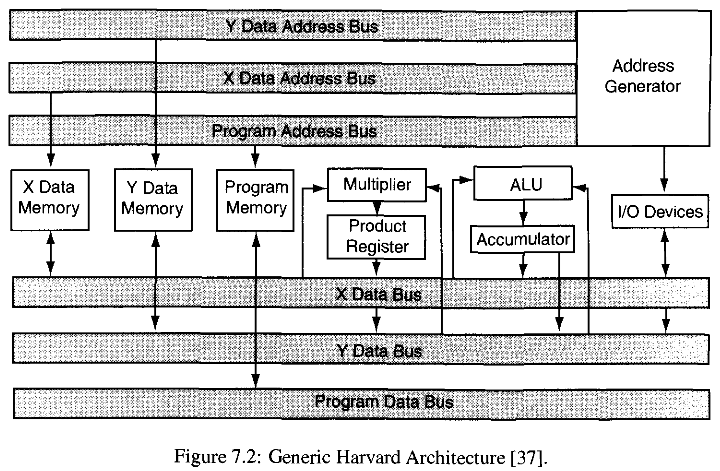 Y Data Address Bus
X Data Address Bus
Program Address Bus
Address
Generator
X Data
Memory
Y Data
Memory
Program
Memory
Multiplier
Product
Register
ALU
Accumulator
I/O Devices
X Data Bus
Y Data Bus
Program Data Bus
Figure 7.2: Generic Harvard Architecture [37].